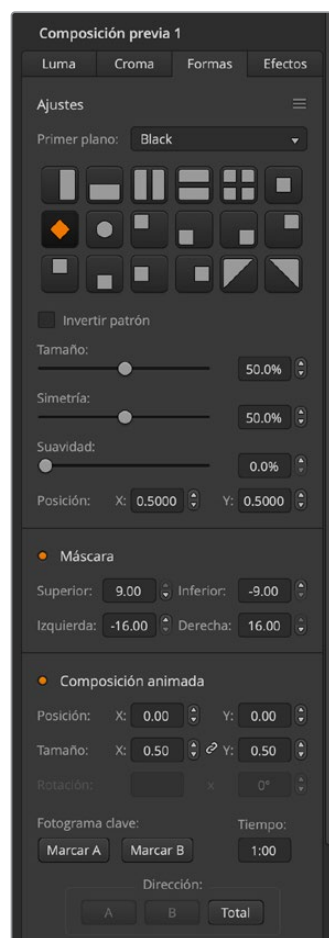 Composición previa 1
Luma Croma Formas Efectos
Ajustes
Primer plano: Black
Invertir patrón
Tamaño:
50.0%
Simetría:
50.0%
Suavidad:
0.0%
Posición: X: 0.5000 Y: 0.5000
Máscara
Superior: 9.00 Inferior: -9.00
Izquierda: -16.00 Derecha: 16.00
Composición animada
Posición: X: 0.00 Y: 0.00
Tamaño: X: 0.50 Y: 0.50
Rotación: x 0°
Fotograma clave: Tiempo:
Marcar A Marcar B 1:00
Dirección:
A B Total